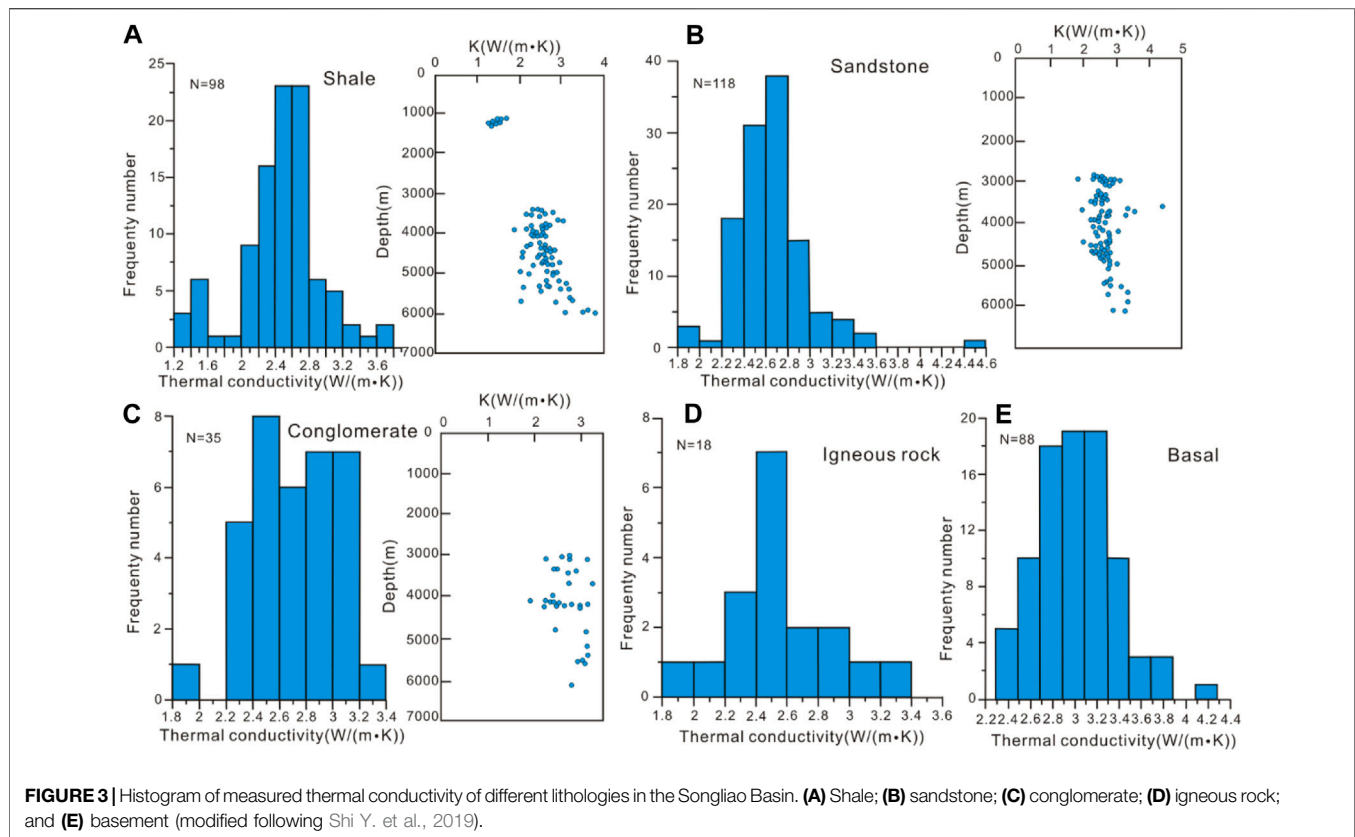 A
Shale
N=98
25
20
15
10
5
0
Frequenty number
1.2 1.6 2 2.4 2.8 3.2 3.6
Thermal conductivity(W/(m•K))
K(W/(m•K))
0 1 2 3 4
0
1000
2000
3000
4000
5000
6000
7000
Depth(m)
B
Sandstone
N=118
40
30
20
10
0
Frequenty number
1.8 2 2.2 2.4 2.6 2.8 3 3.2 3.4 3.6 3.8 4 4.2 4.4 4.6
Thermal conductivity(W/(m•K))
K(W/(m•K))
0 1 2 3 4 5
0
1000
2000
3000
4000
5000
6000
Depth(m)
C
Conglomerate
N=35
8
6
4
2
0
Frequenty number
1.8 2 2.2 2.4 2.6 2.8 3 3.2 3.4
Thermal conductivity(W/(m•K))
K(W/(m•K))
0 1 2 3
0
1000
2000
3000
4000
5000
6000
7000
Depth(m)
D
Igneous rock
N=18
8
6
4
2
0
Frequenty number
1.8 2 2.2 2.4 2.6 2.8 3 3.2 3.4 3.6
Thermal conductivity(W/(m•K))
E
Basal
N=88
20
16
12
8
4
0
Frequenty number
2.2 2.4 2.6 2.8 3 3.2 3.4 3.6 3.8 4 4.2 4.4
Thermal conductivity(W/(m•K))
FIGURE 3 | Histogram of measured thermal conductivity of different lithologies in the Songliao Basin. (A) Shale; (B) sandstone; (C) conglomerate; (D) igneous rock;
and (E) basement (modified following Shi Y. et al., 2019).